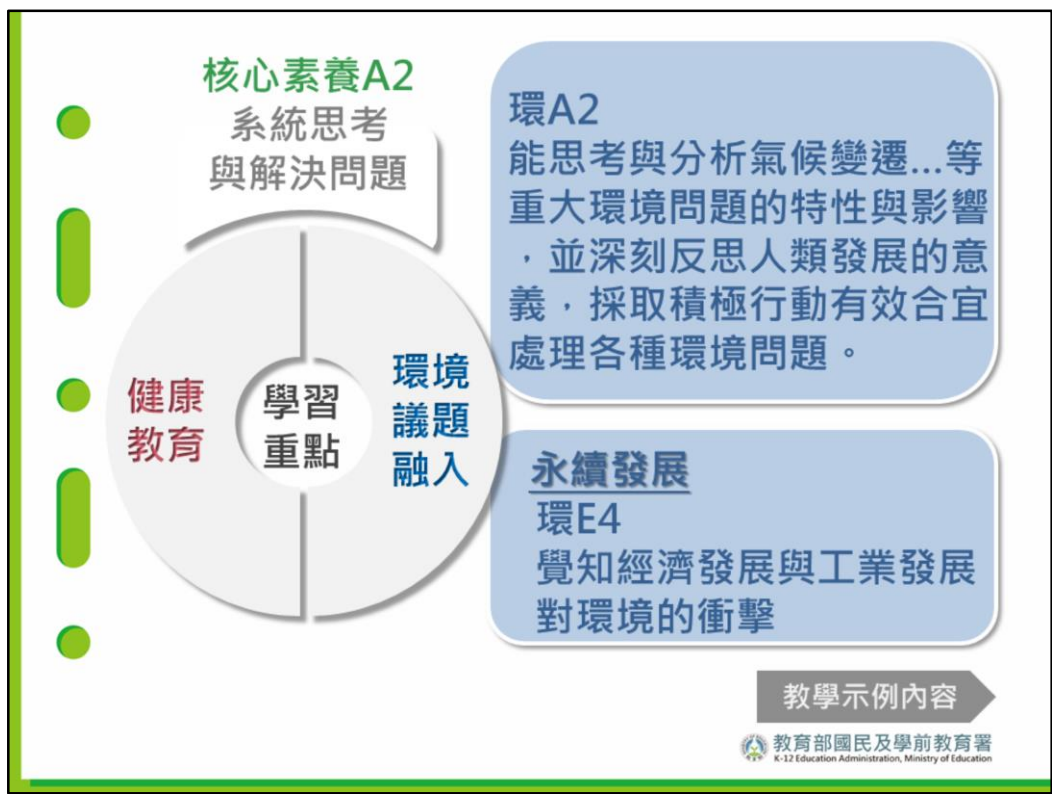 核心素養A2
系統思考
與解決問題
健康
教育
學習
重點
環境
議題
融入
環A2
能思考與分析氣候變遷...等
重大環境問題的特性與影響
，並深刻反思人類發展的意
義，採取積極行動有效合宜
處理各種環境問題。
永續發展
環E4
覺知經濟發展與工業發展
對環境的衝擊
教學示例內容
教育部國民及學前教育署
K-12 Education Administration, Ministry of Education